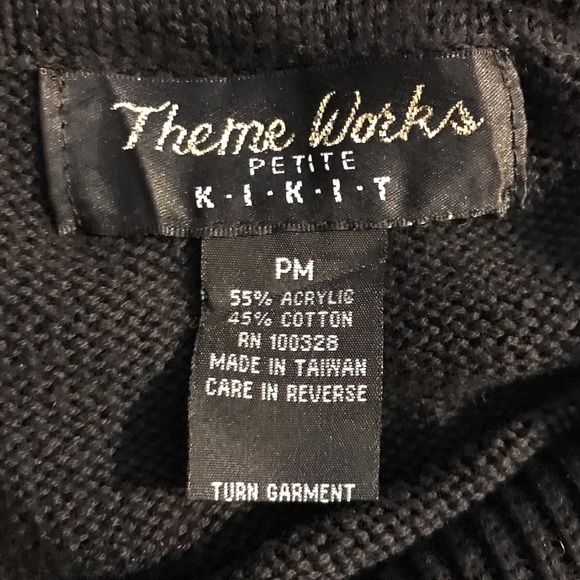 Theme Works
PETITE
K·I·K·I·T
PM
55% ACRYLIC
45% COTTON
RN 100328
MADE IN TAIWAN
CARE IN REVERSE
TURN GARMENT